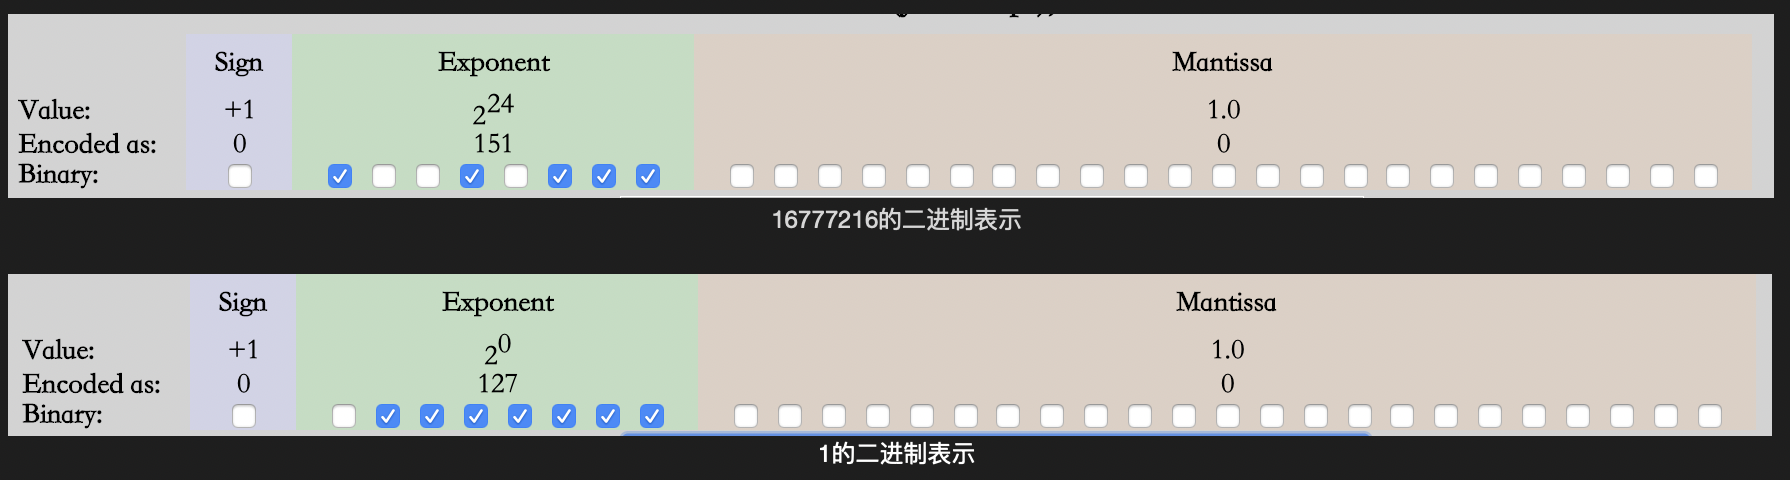 Sign Exponent Mantissa
Value: +1 2^24 1.0
Encoded as: 0 151 0
Binary:
16777216的二进制表示
Sign Exponent Mantissa
Value: +1 2^0 1.0
Encoded as: 0 127 0
Binary:
1的二进制表示